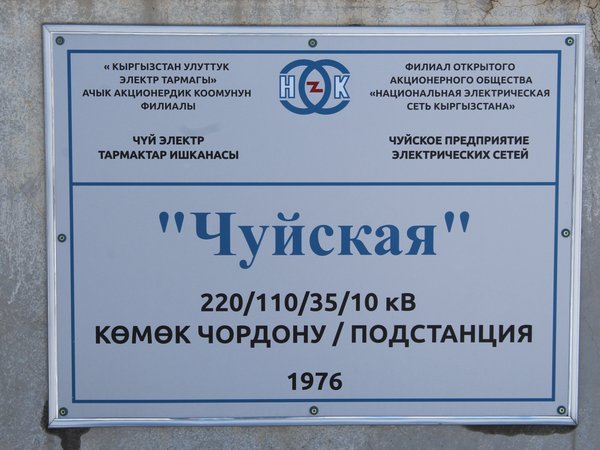 « КЫРГЫЗСТАН УЛУТТУК
ЭЛЕКТР ТАРМАГЫ»
АЧЫК АКЦИОНЕРДИК КООМУНУН
ФИЛИАЛЫ
ЧҮЙ ЭЛЕКТР
ТАРМАКТАР ИШКАНАСЫ
Н К
ФИЛИАЛ ОТКРЫТОГО
АКЦИОНЕРНОГО ОБЩЕСТВА
«НАЦИОНАЛЬНАЯ ЭЛЕКТРИЧЕСКАЯ
СЕТЬ КЫРГЫЗСТАНА»
ЧУЙСКОЕ ПРЕДПРИЯТИЕ
ЭЛЕКТРИЧЕСКИХ СЕТЕЙ
"Чуйская"
220/110/35/10 кВ
КӨМӨК ЧОРДОНУ / ПОДСТАНЦИЯ
1976